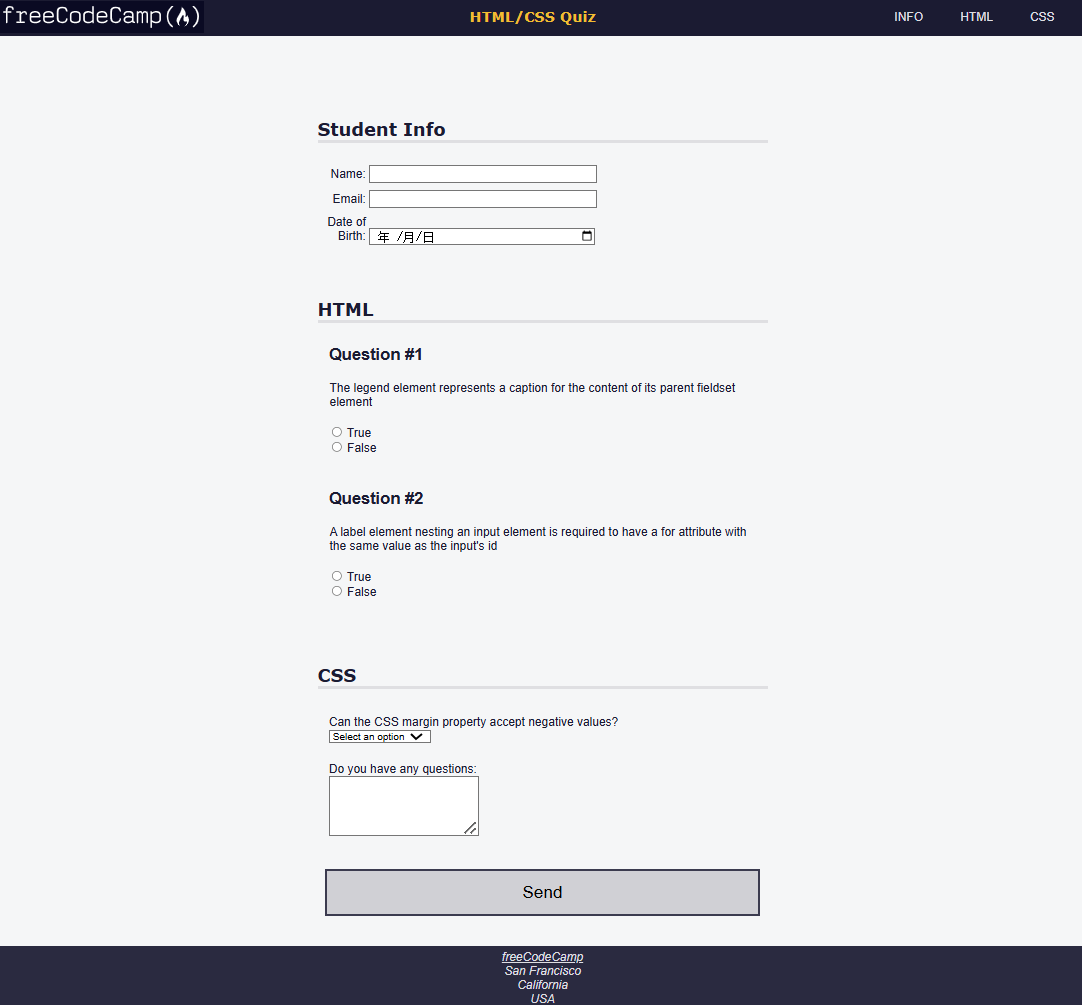 freeCodeCamp
HTML/CSS Quiz
INFO
HTML
CSS
Student Info
Name:
Email:
Date of
Birth:
年 /月/日
HTML
Question #1
The legend element represents a caption for the content of its parent fieldset
element
True
False
Question #2
A label element nesting an input element is required to have a for attribute with
the same value as the input's id
True
False
CSS
Can the CSS margin property accept negative values?
Select an option
Do you have any questions:
Send
freeCodeCamp
San Francisco
California
USA